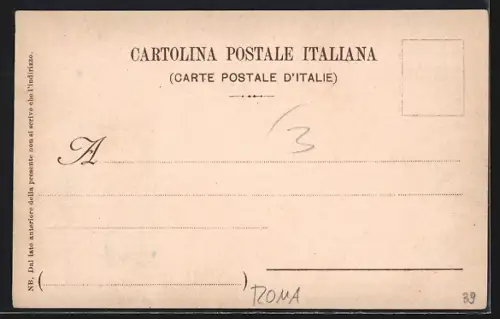 CARTOLINA POSTALE ITALIANA
(CARTE POSTALE D'ITALIE)
3
A
( )
ROMA
39
NB. Dal lato anteriore della presente non si scrive che l'indirizzo.